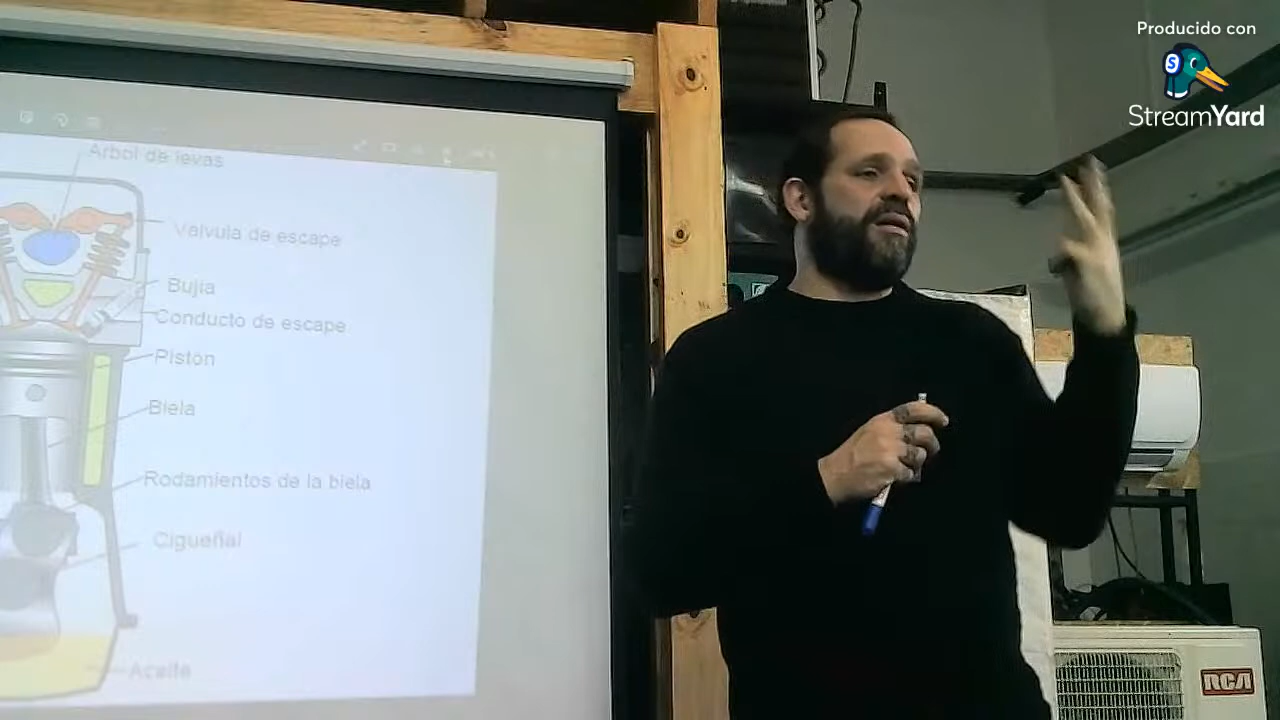 Producido con
StreamYard
Arbol de levas
Valvula de escape
Bujia
Conducto de escape
Piston
Biela
Rodamientos de la biela
Cigueñal
Aceite
RCA